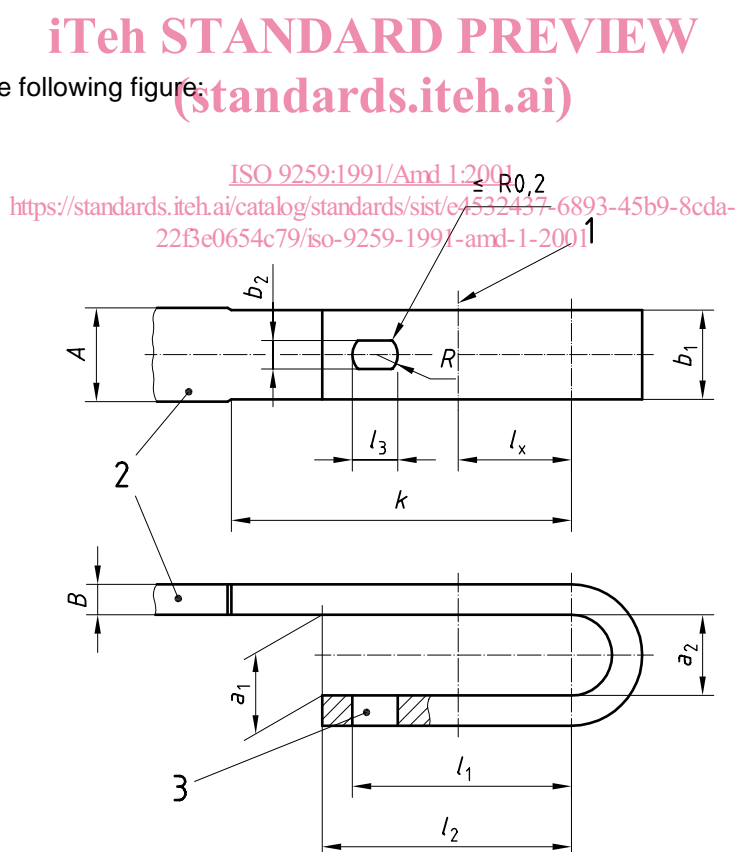 iTeh STANDARD PREVIEW
e following figure:
(standards.iteh.ai)
ISO 9259:1991/Amd 1:2001
≤ R0,2
https://standards.iteh.ai/catalog/standards/sist/e4532437-6893-45b9-8cda-
22f3e0654c79/iso-9259-1991-amd-1-2001
1
b2
A
R
b1
l3
lx
2
k
B
a2
a1
3
l1
l2